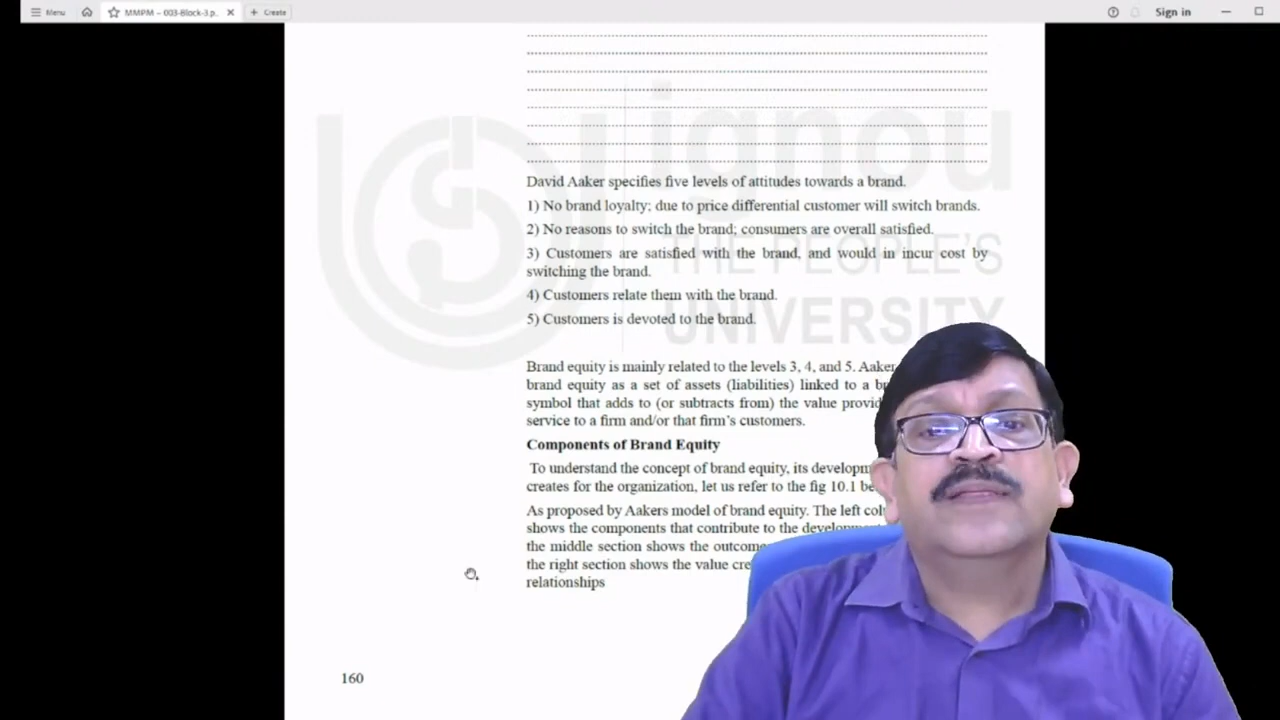 Menu
MMPM – 003-Block-3.p...
+ Create
Sign in
ignou
THE PEOPLE'S
UNIVERSITY
David Aaker specifies five levels of attitudes towards a brand.
1) No brand loyalty; due to price differential customer will switch brands.
2) No reasons to switch the brand; consumers are overall satisfied.
3) Customers are satisfied with the brand, and would in incur cost by
switching the brand.
4) Customers relate them with the brand.
5) Customers is devoted to the brand.
Brand equity is mainly related to the levels 3, 4, and 5. Aaker
brand equity as a set of assets (liabilities) linked to a
symbol that adds to (or subtracts from) the value
service to a firm and/or that firm's customers.
Components of Brand Equity
To understand the concept of brand equity, its
creates for the organization, let us refer to the fig 10.1
As proposed by Aakers model of brand equity. The left
shows the components that contribute to the
the middle section shows the
the right section shows the value
relationships
160